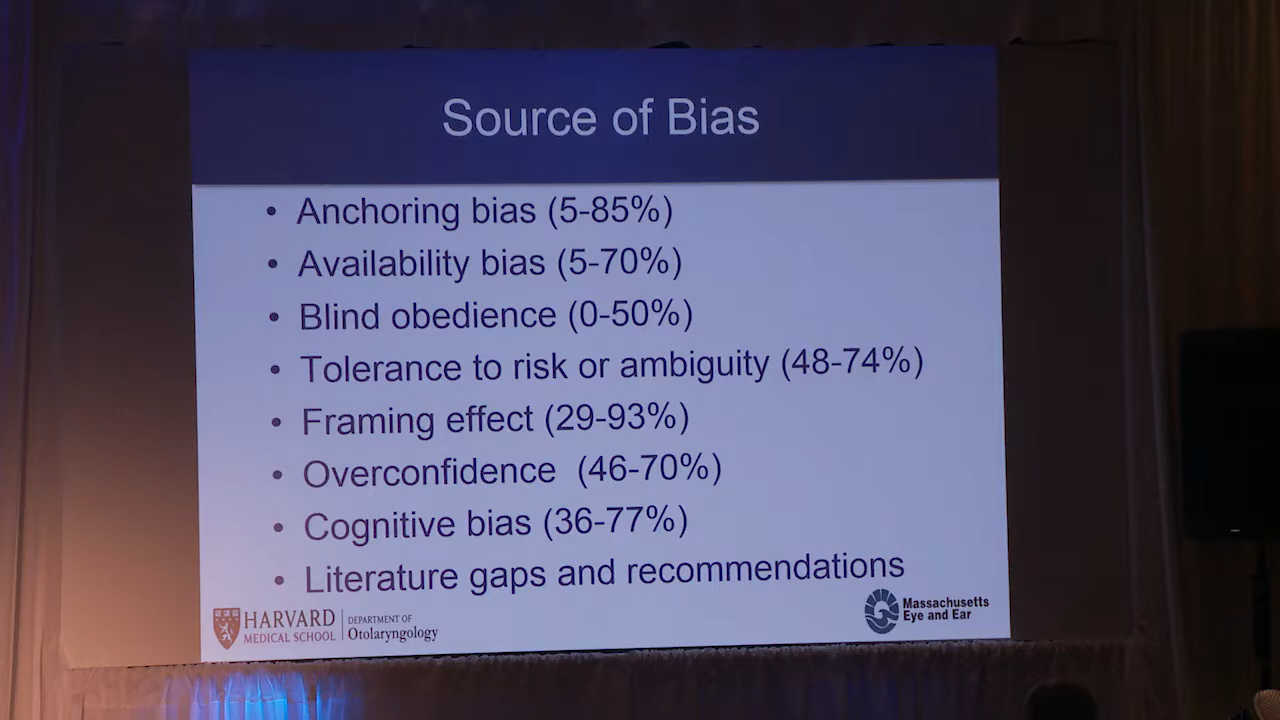 Source of Bias
• Anchoring bias (5-85%)
• Availability bias (5-70%)
• Blind obedience (0-50%)
• Tolerance to risk or ambiguity (48-74%)
• Framing effect (29-93%)
• Overconfidence (46-70%)
• Cognitive bias (36-77%)
• Literature gaps and recommendations
HARVARD
MEDICAL SCHOOL
DEPARTMENT OF
Otolaryngology
Massachusetts
Eye and Ear